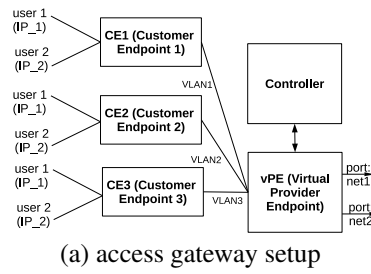 user 1
(IP_1)
user 2
(IP_2)
CE1 (Customer
Endpoint 1)
VLAN1
user 1
(IP_1)
user 2
(IP_2)
CE2 (Customer
Endpoint 2)
VLAN2
user 1
(IP_1)
user 2
(IP_2)
CE3 (Customer
Endpoint 3)
VLAN3
Controller
vPE (Virtual
Provider
Endpoint)
port:
net1
port:
net2
(a) access gateway setup